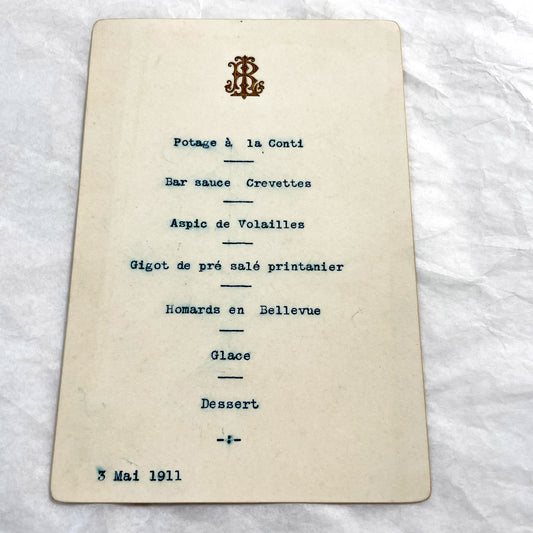 Potage à la Conti
Bar sauce Crevettes
Aspic de Volailles
Gigot de pré salé printanier
Homards en Bellevue
Glace
Dessert
-:-
3 Mai 1911